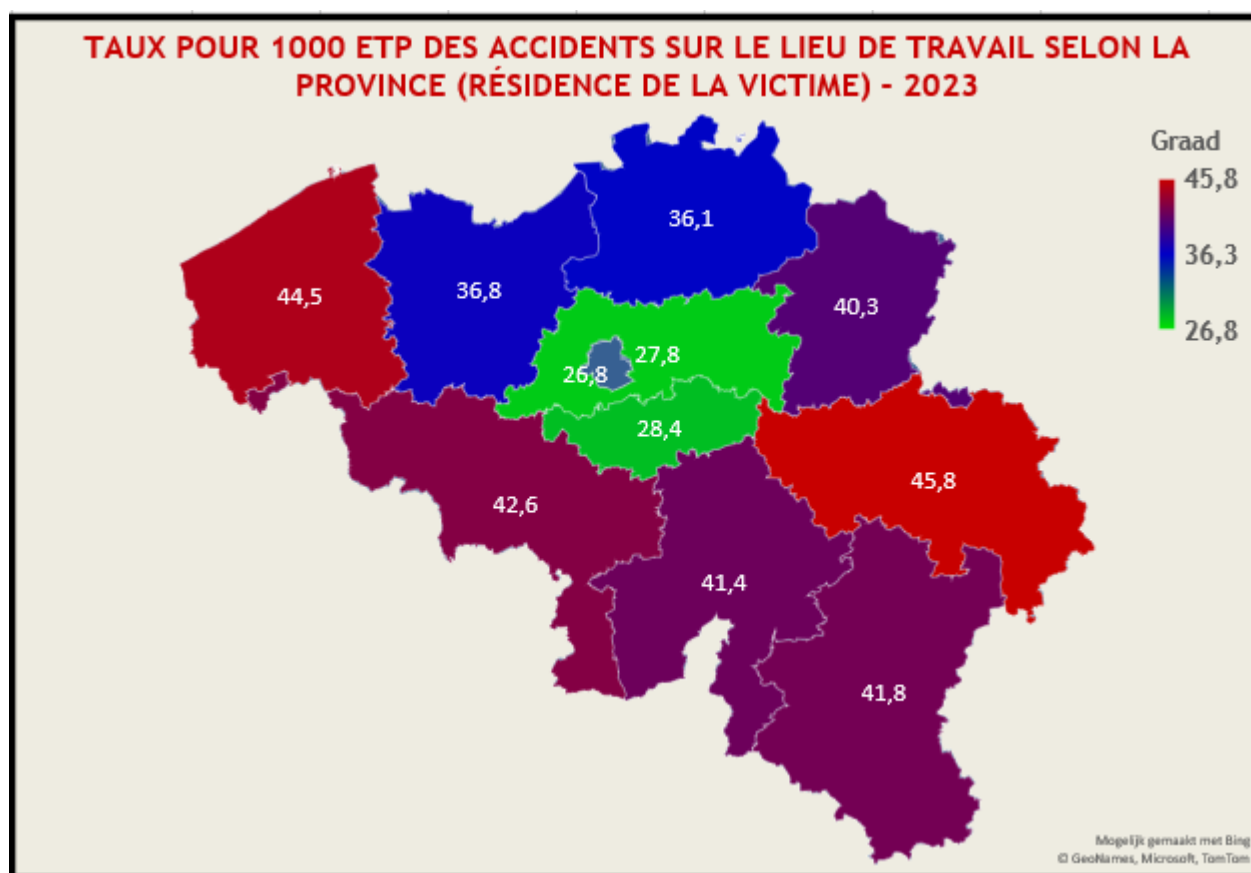 TAUX POUR 1000 ETP DES ACCIDENTS SUR LE LIEU DE TRAVAIL SELON LA
PROVINCE (RÉSIDENCE DE LA VICTIME) - 2023
Graad
45,8
36,3
26,8
36,1
44,5
36,8
40,3
27,8
26,8
28,4
45,8
42,6
41,4
41,8
Mogelijk gemaakt met Bing
© GeoNames, Microsoft, TomTom